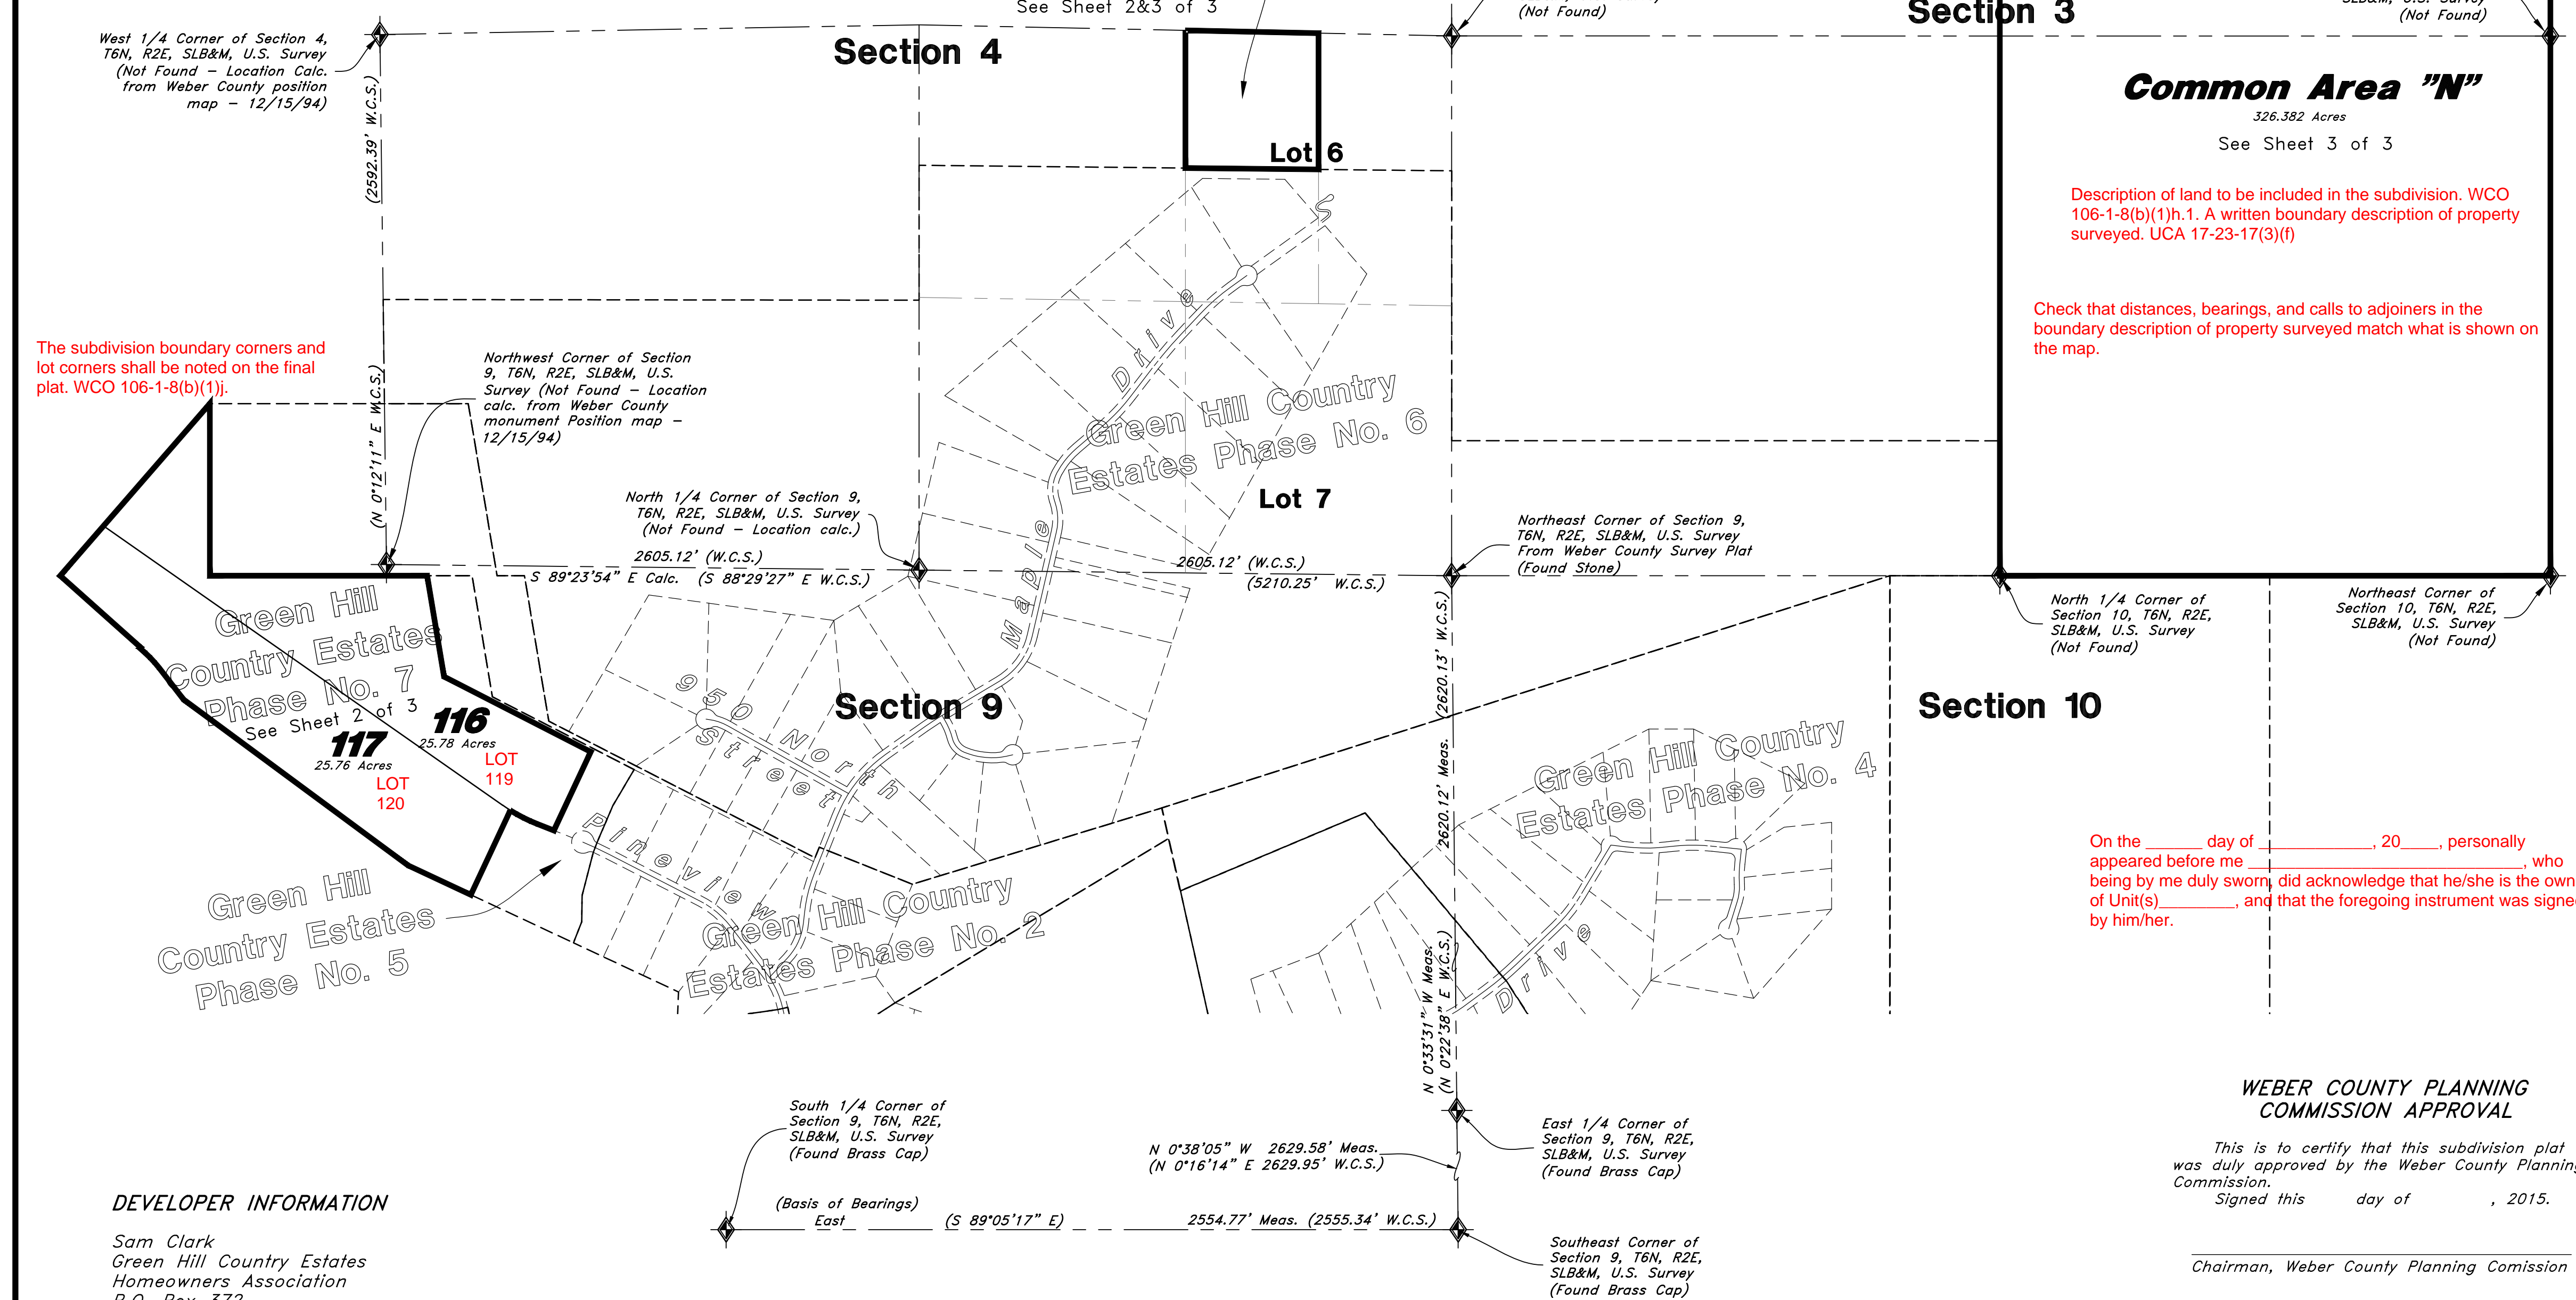 See Sheet 2&3 of 3
(Not Found)
Section 3
(Not Found)
West 1/4 Corner of Section 4,
T6N, R2E, SLB&M, U.S. Survey
(Not Found – Location Calc.
from Weber County position
map – 12/15/94)
Section 4
(2592.39' W.C.S.)
Lot 6
Common Area "N"
326.382 Acres
See Sheet 3 of 3
Description of land to be included in the subdivision. WCO
106-1-8(b)(1)h.1. A written boundary description of property
surveyed. UCA 17-23-17(3)(f)
Check that distances, bearings, and calls to adjoiners in the
boundary description of property surveyed match what is shown on
the map.
The subdivision boundary corners and
lot corners shall be noted on the final
plat. WCO 106-1-8(b)(1)j.
Northwest Corner of Section
9, T6N, R2E, SLB&M, U.S.
Survey (Not Found – Location
calc. from Weber County
monument Position map –
12/15/94)
(N 0°12'11" E W.C.S.)
S
Maple Drive
Green Hill Country
Estates Phase No. 6
Lot 7
North 1/4 Corner of Section 9,
T6N, R2E, SLB&M, U.S. Survey
(Not Found – Location calc.)
2605.12' (W.C.S.)
S 89°23'54" E Calc. (S 88°29'27" E W.C.S.)
2605.12' (W.C.S.)
(5210.25' W.C.S.)
Northeast Corner of Section 9,
T6N, R2E, SLB&M, U.S. Survey
From Weber County Survey Plat
(Found Stone)
North 1/4 Corner of
Section 10, T6N, R2E,
SLB&M, U.S. Survey
(Not Found)
Northeast Corner of
Section 10, T6N, R2E,
SLB&M, U.S. Survey
(Not Found)
Green Hill
Country Estates
Phase No. 7
See Sheet 2 of 3
116
25.78 Acres
117
25.76 Acres
LOT
119
LOT
120
950 North
Street
Section 9
Section 10
2620.12' Meas. (2620.13' W.C.S.)
Green Hill Country
Estates Phase No. 4
Pineview
Drive
Green Hill
Country Estates
Phase No. 5
Green Hill Country
Estates Phase No. 2
N 0°33'31" W Meas.
(N 0°22'38" E W.C.S.)
On the ______ day of ____________, 20____, personally
appeared before me _____________________________, who
being by me duly sworn, did acknowledge that he/she is the own
of Unit(s)________, and that the foregoing instrument was signe
by him/her.
WEBER COUNTY PLANNING
COMMISSION APPROVAL
This is to certify that this subdivision plat
was duly approved by the Weber County Planning
Commission.
Signed this day of , 2015.
Chairman, Weber County Planning Comission
South 1/4 Corner of
Section 9, T6N, R2E,
SLB&M, U.S. Survey
(Found Brass Cap)
N 0°38'05" W 2629.58' Meas.
(N 0°16'14" E 2629.95' W.C.S.)
East 1/4 Corner of
Section 9, T6N, R2E,
SLB&M, U.S. Survey
(Found Brass Cap)
(Basis of Bearings)
East (S 89°05'17" E) 2554.77' Meas. (2555.34' W.C.S.)
Southeast Corner of
Section 9, T6N, R2E,
SLB&M, U.S. Survey
(Found Brass Cap)
DEVELOPER INFORMATION
Sam Clark
Green Hill Country Estates
Homeowners Association
P.O. Box 372